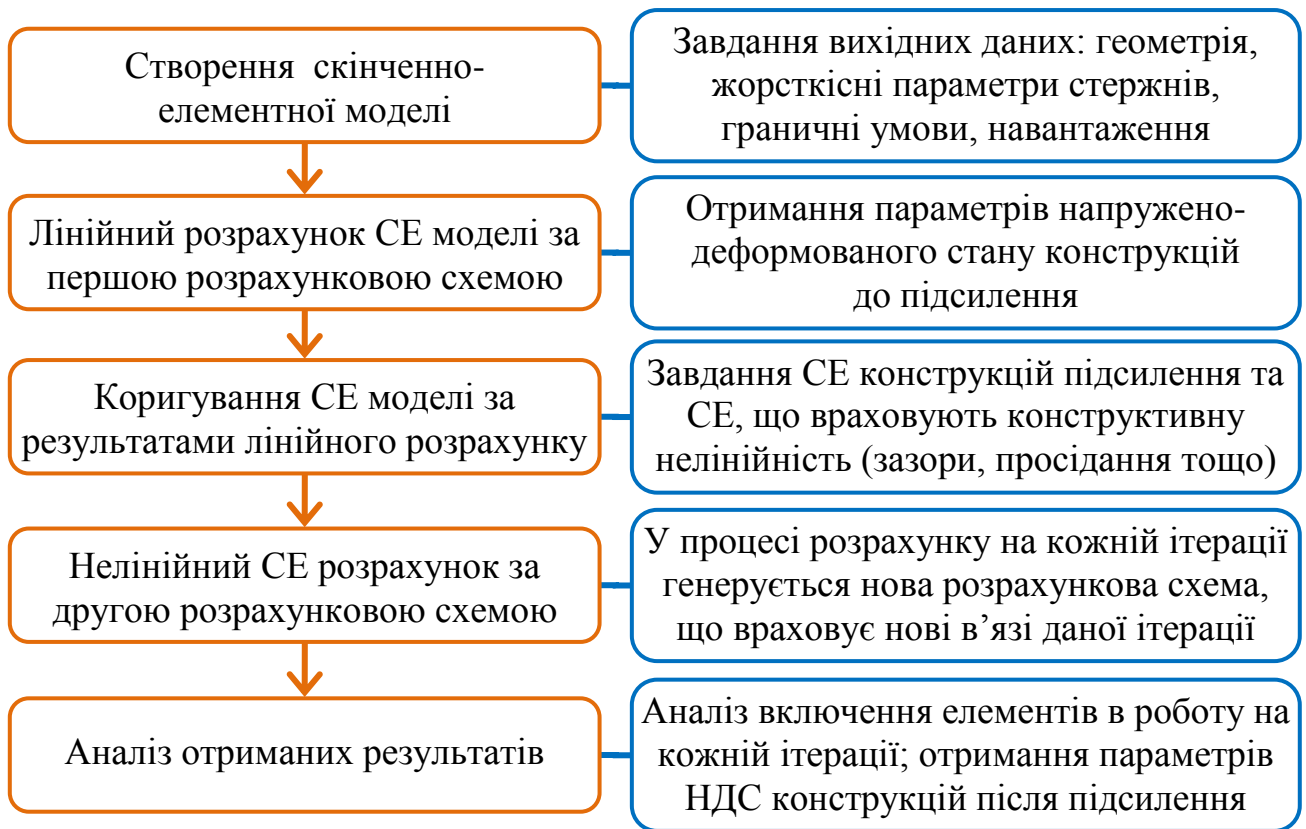 Створення скінченно-
елементної моделі
Завдання вихідних даних: геометрія,
жорсткісні параметри стержнів,
граничні умови, навантаження
Лінійний розрахунок СЕ моделі за
першою розрахунковою схемою
Отримання параметрів напружено-
деформованого стану конструкцій
до підсилення
Коригування СЕ моделі за
результатами лінійного розрахунку
Завдання СЕ конструкцій підсилення та
СЕ, що враховують конструктивну
нелінійність (зазори, просідання тощо)
Нелінійний СЕ розрахунок за
другою розрахунковою схемою
У процесі розрахунку на кожній ітерації
генерується нова розрахункова схема,
що враховує нові в’язі даної ітерації
Аналіз отриманих результатів
Аналіз включення елементів в роботу на
кожній ітерації; отримання параметрів
НДС конструкцій після підсилення